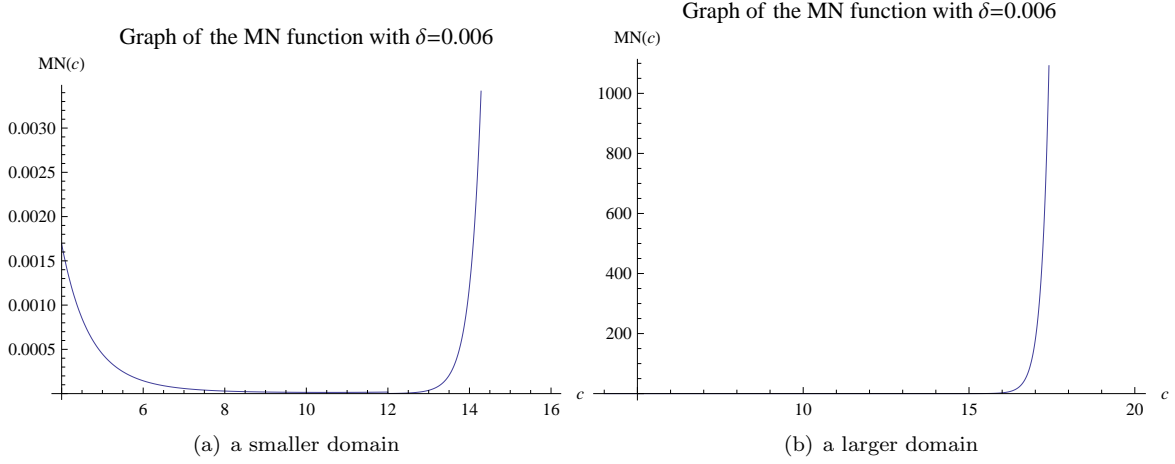 Graph of the MN function with δ=0.006
MN(c)
0.0030
0.0025
0.0020
0.0015
0.0010
0.0005
6 8 10 12 14 16 c
(a) a smaller domain
Graph of the MN function with δ=0.006
MN(c)
1000
800
600
400
200
10 15 20 c
(b) a larger domain